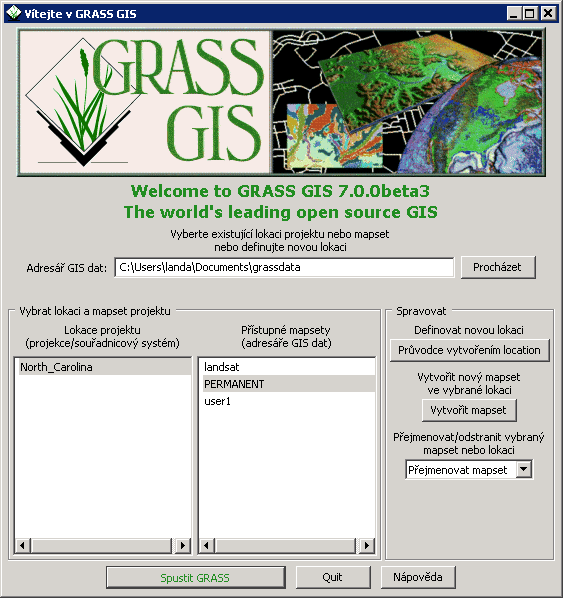 Vítejte v GRASS GIS
GRASS
GIS
Welcome to GRASS GIS 7.0.0beta3
The world's leading open source GIS
Vyberte existující lokaci projektu nebo mapset
nebo definujte novou lokaci
Adresář GIS dat:
C:\Users\landa\Documents\grassdata
Procházet
Vybrat lokaci a mapset projektu
Lokace projektu
(projekce/souřadnicový systém)
North_Carolina
Přístupné mapsety
(adresáře GIS dat)
landsat
PERMANENT
user1
Spravovat
Definovat novou lokaci
Průvodce vytvořením location
Vytvořit nový mapset
ve vybrané lokaci
Vytvořit mapset
Přejmenovat/odstranit vybraný
mapset nebo lokaci
Přejmenovat mapset
Spustit GRASS
Quit
Nápověda